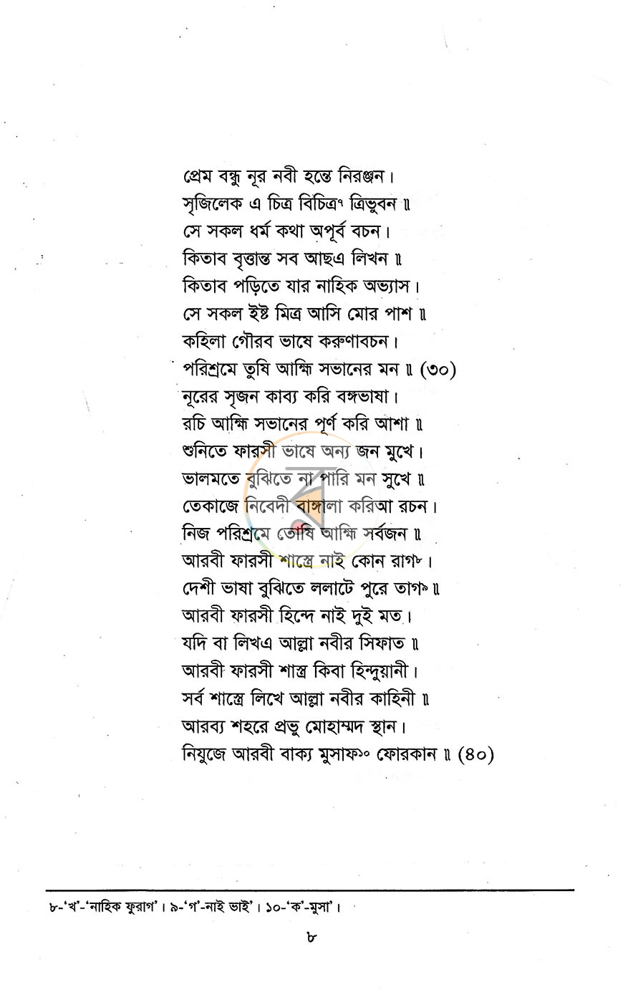 প্রেম বন্ধু নূর নবী হন্তে নিরঞ্জন।
সৃজিলেক এ চিত্র বিচিত্র৭ ত্রিভুবন॥
সে সকল ধর্ম কথা অপূর্ব বচন।
কিতাব বৃত্তান্ত সব আছএ লিখন॥
কিতাব পড়িতে যার নাহিক অভ্যাস।
সে সকল ইষ্ট মিত্র আসি মোর পাশ॥
কহিলা গৌরব ভাষে করুণাবচন।
পরিশ্রমে তুষি আহ্মি সভানের মন॥ (৩০)
নূরের সৃজন কাব্য করি বঙ্গভাষা।
রচি আহ্মি সভানের পূর্ণ করি আশা॥
শুনিতে ফারসী ভাষে অন্য জন মুখে।
ভালমতে বুঝিতে না পারি মন সুখে॥
তেকাজে নিবেদী বাঙ্গালা করিআ রচন।
নিজ পরিশ্রমে তোষি আহ্মি সর্বজন॥
আরবী ফারসী শাস্ত্রে নাই কোন রাগ৮।
দেশী ভাষা বুঝিতে ললাটে পুরে তাগ৯॥
আরবী ফারসী হিন্দে নাই দুই মত।
যদি বা লিখএ আল্লা নবীর সিফাত॥
আরবী ফারসী শাস্ত্র কিবা হিন্দুয়ানী।
সর্ব শাস্ত্রে লিখে আল্লা নবীর কাহিনী॥
আরব্য শহরে প্রভু মোহাম্মদ স্থান।
নিযুজে আরবী বাক্য মুসাফ১০ ফোরকান॥ (৪০)
৮-‘খ’-‘নাহিক ফুরাগ’। ৯-‘গ’-নাই ভাই’। ১০-‘ক’-মুসা’।
৮